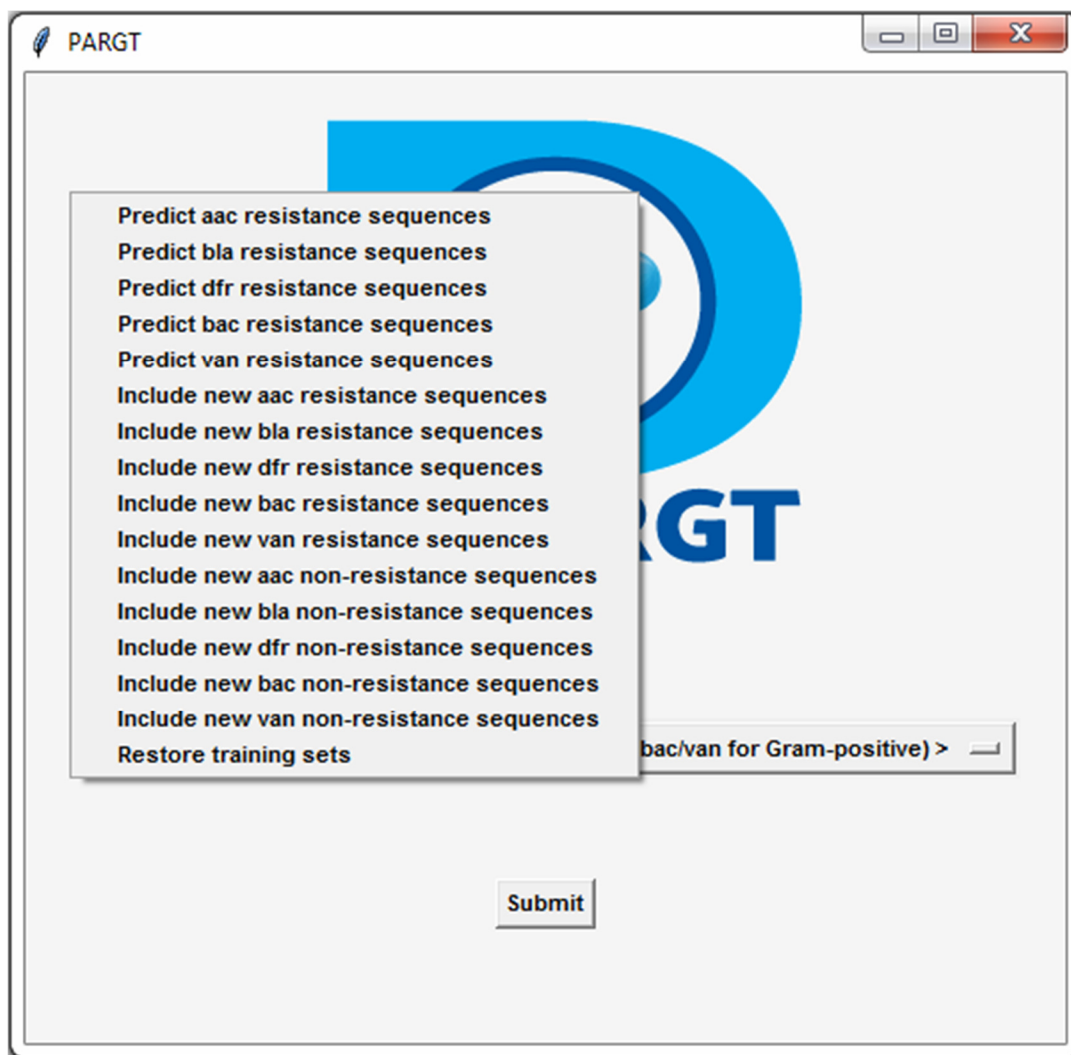 PARGT
Predict aac resistance sequences
Predict bla resistance sequences
Predict dfr resistance sequences
Predict bac resistance sequences
Predict van resistance sequences
Include new aac resistance sequences
Include new bla resistance sequences
Include new dfr resistance sequences
Include new bac resistance sequences
Include new van resistance sequences
RGT
Include new aac non-resistance sequences
Include new bla non-resistance sequences
Include new dfr non-resistance sequences
Include new bac non-resistance sequences
Include new van non-resistance sequences
Restore training sets
bac/van for Gram-positive) >
Submit